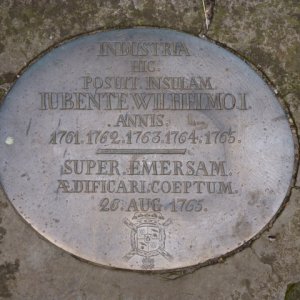 INDUSTRIA
HIC.
POSUIT. INSULAM.
IUBENTE WILHELMO.I.
ANNIS.
1761. 1762. 1763. 1764. 1765.
SUPER. EMERSAM.
ÆDIFICARI. COEPTUM.
26 AUG 1765.